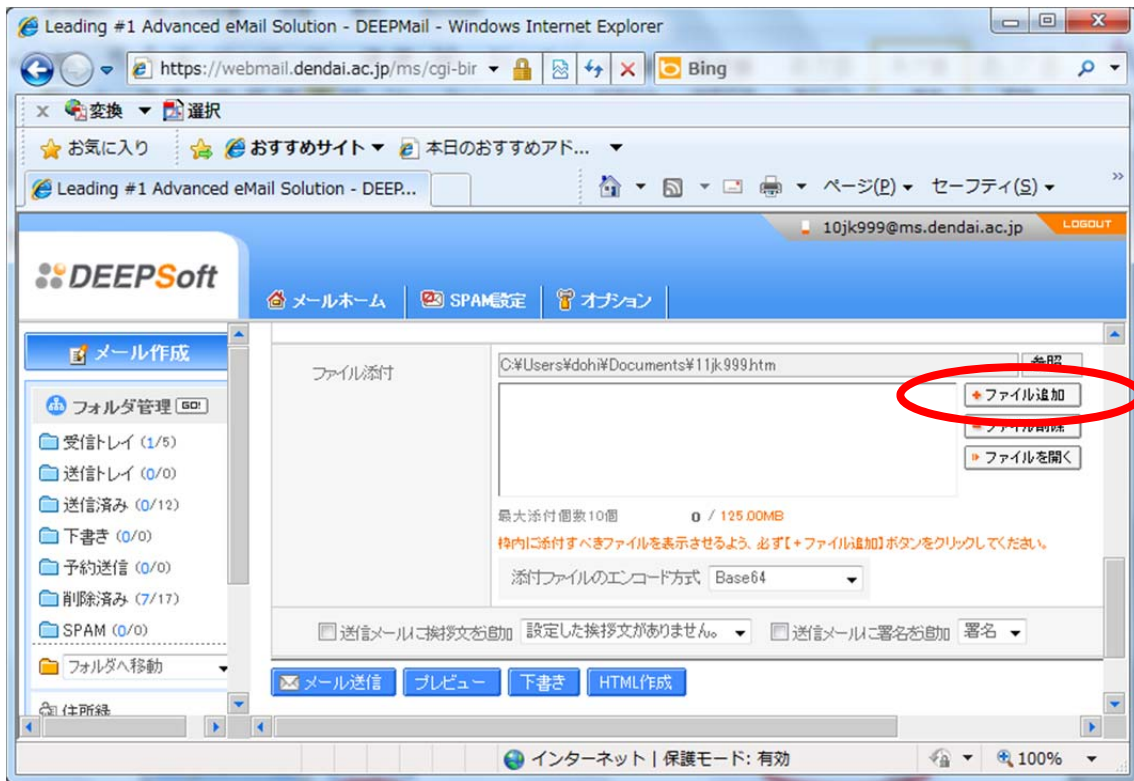 Leading #1 Advanced eMail Solution - DEEPMail - Windows Internet Explorer
https://webmail.dendai.ac.jp/ms/cgi-bir
Bing
x 変換 選択
お気に入り おすすめサイト 本日のおすすめアド...
Leading #1 Advanced eMail Solution - DEEP... ページ(P) セーフティ(S) »
10jk999@ms.dendai.ac.jp LOGOUT
DEEPSoft
メールホーム SPAM設定 オプション
メール作成
フォルダ管理 GO!
受信トレイ (1/5)
送信トレイ (0/0)
送信済み (0/12)
下書き (0/0)
予約送信 (0/0)
削除済み (7/17)
SPAM (0/0)
フォルダへ移動
住所録
ファイル添付
C:¥Users¥dohi¥Documents¥11jk999.htm 参照
+ファイル追加
-ファイル削除
ファイルを開く
最大添付個数10個 0 / 125.00MB
枠内に添付すべきファイルを表示させるよう、必ず【+ファイル追加】ボタンをクリックしてください。
添付ファイルのエンコード方式 Base64
送信メールに挨拶文を追加 設定した挨拶文がありません。 送信メールに署名を追加 署名
メール送信 プレビュー 下書き HTML作成
インターネット | 保護モード: 有効 100%